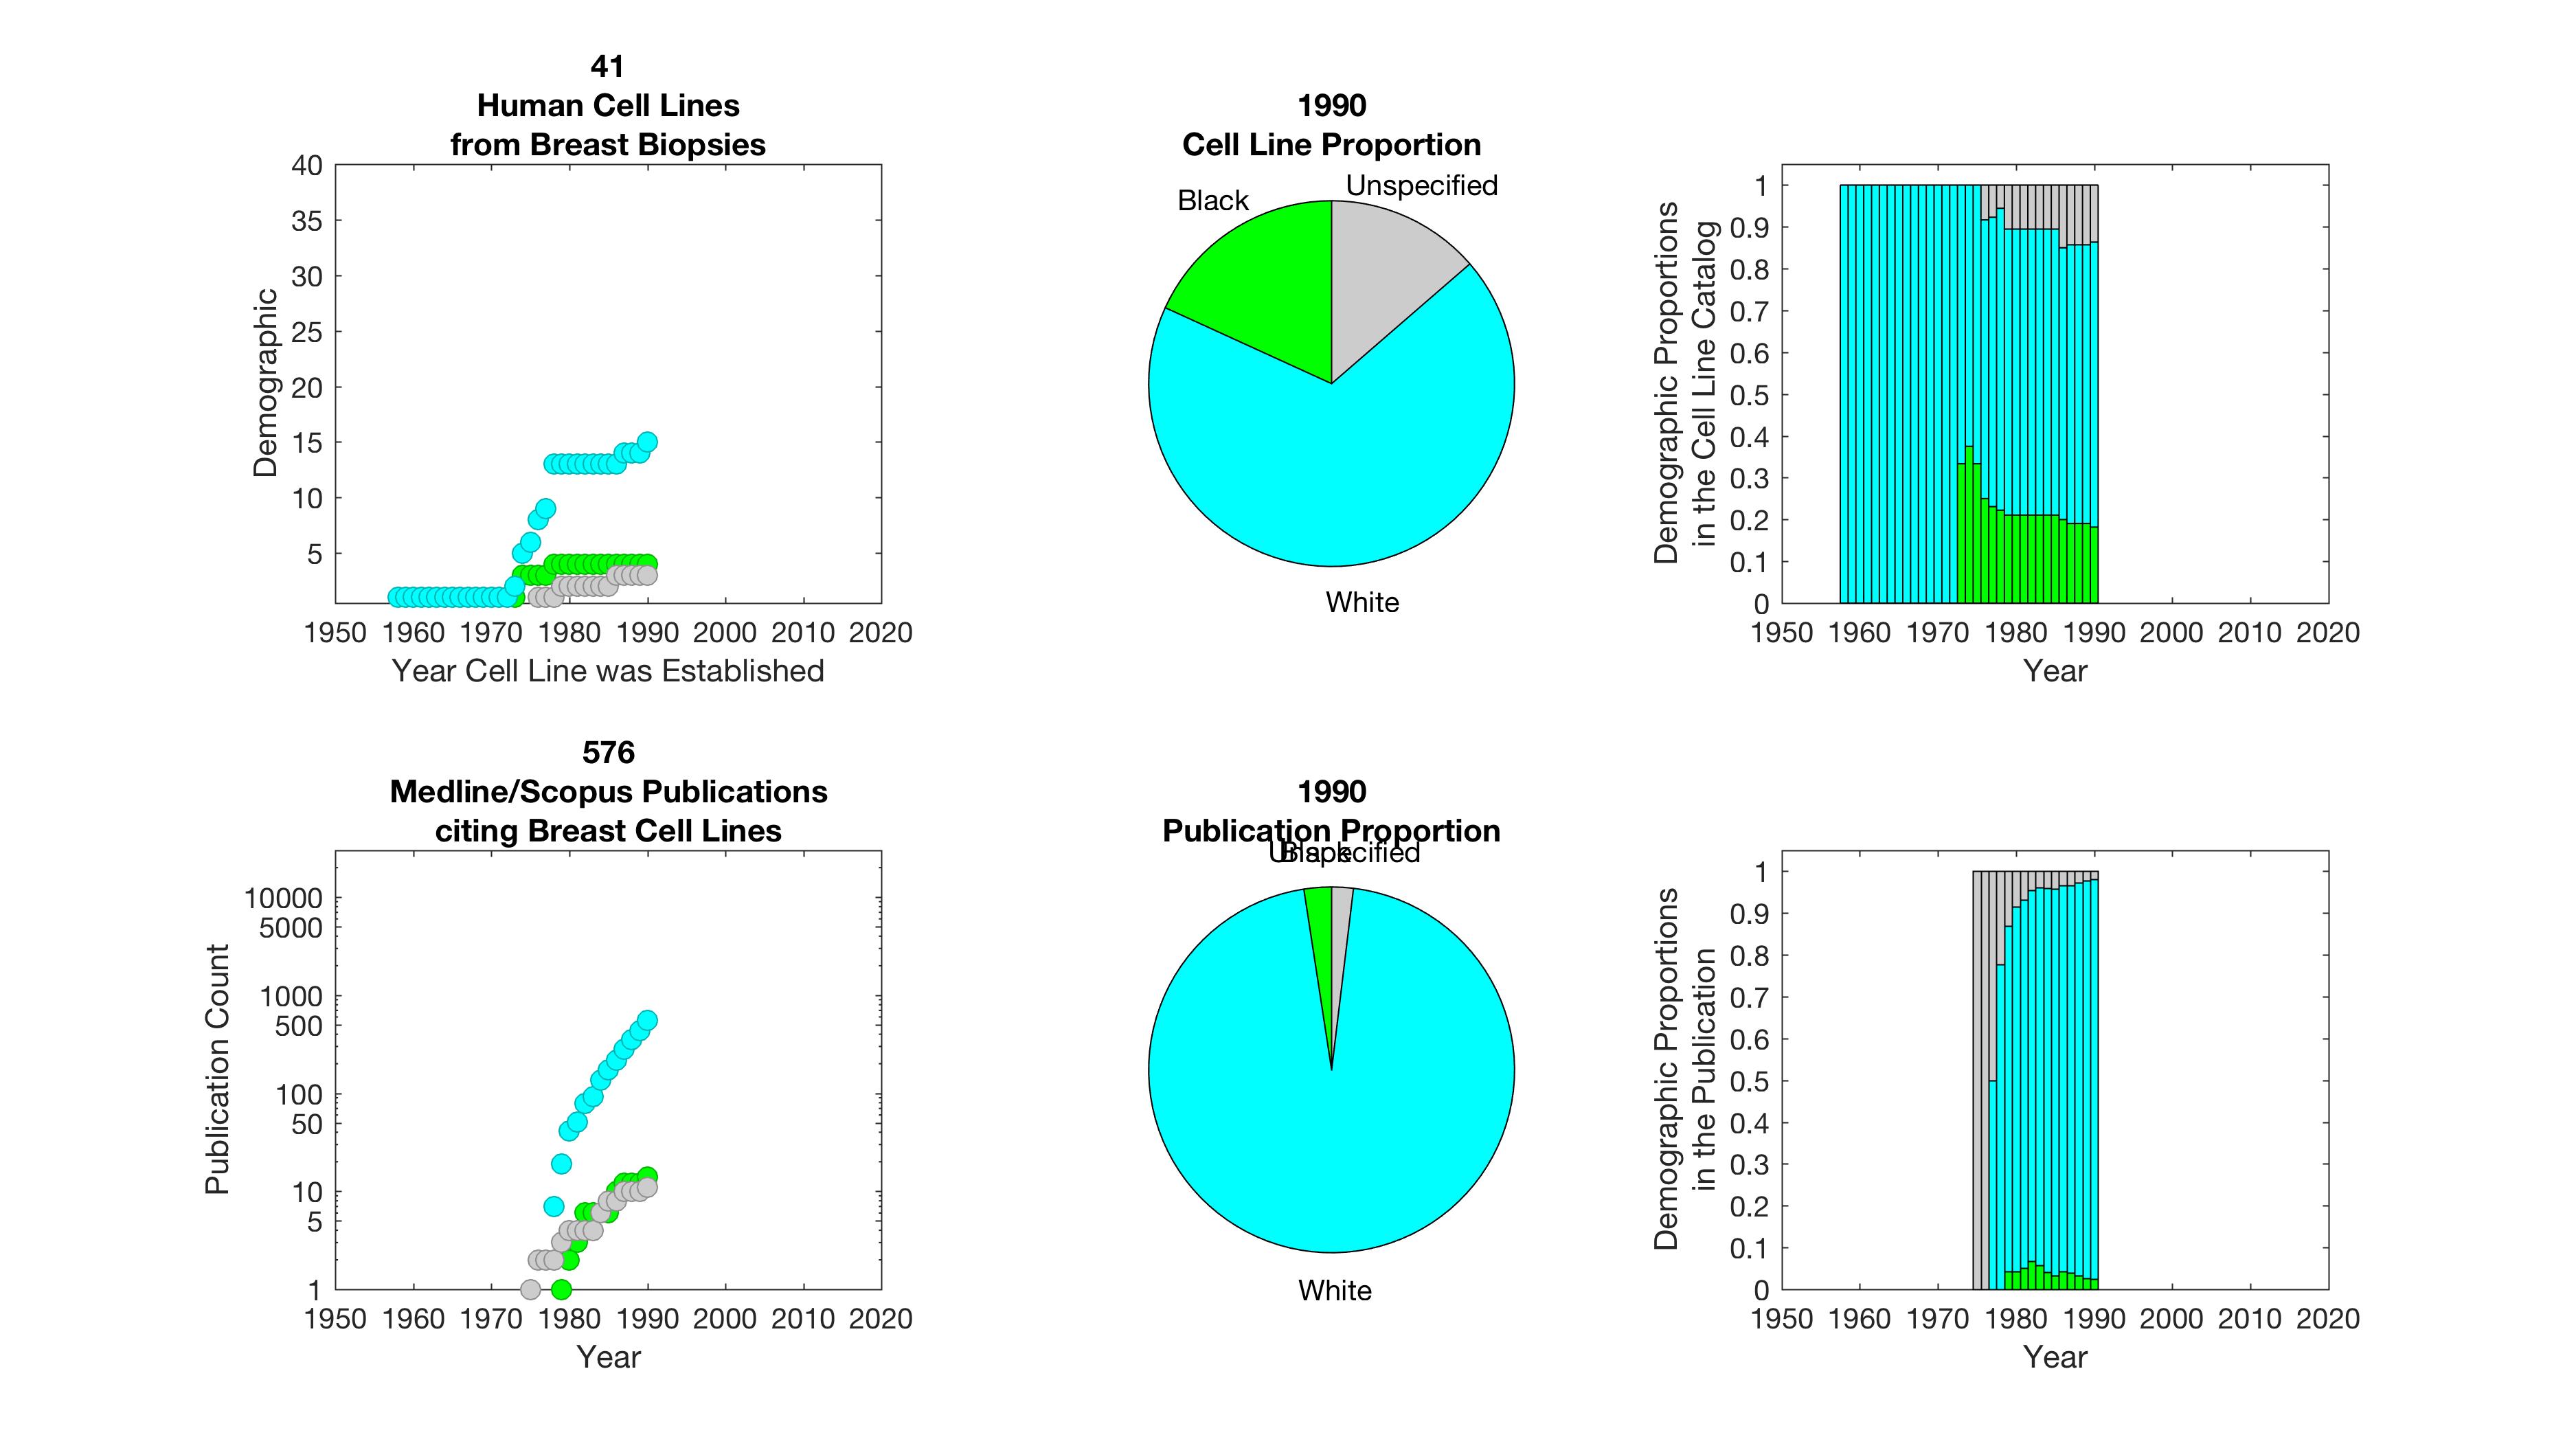 41
Human Cell Lines
from Breast Biopsies
40
35
30
25
20
15
10
5
Demographic
1950 1960 1970 1980 1990 2000 2010 2020
Year Cell Line was Established
1990
Cell Line Proportion
Black
Unspecified
White
Demographic Proportions
in the Cell Line Catalog
1
0.9
0.8
0.7
0.6
0.5
0.4
0.3
0.2
0.1
0
1950 1960 1970 1980 1990 2000 2010 2020
Year
576
Medline/Scopus Publications
citing Breast Cell Lines
10000
5000
1000
500
100
50
10
5
1
Publication Count
1950 1960 1970 1980 1990 2000 2010 2020
Year
1990
Publication Proportion
Black
Unspecified
White
Demographic Proportions
in the Publication
1
0.9
0.8
0.7
0.6
0.5
0.4
0.3
0.2
0.1
0
1950 1960 1970 1980 1990 2000 2010 2020
Year